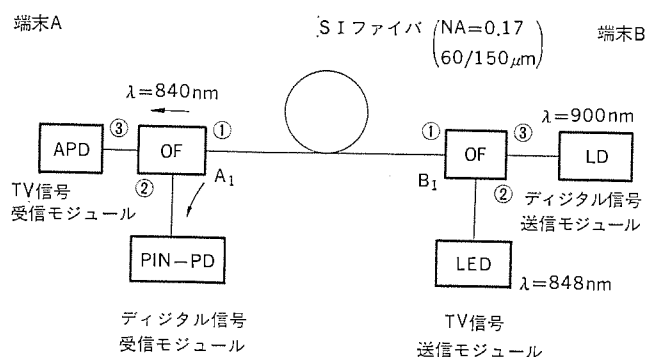 端末A
SIファイバ
NA=0.17
60/150μm
端末B
λ=840nm
λ=900nm
③
①
①
③
APD
OF
OF
LD
②
A1
B1
②
TV信号
受信モジュール
ディジタル信号
送信モジュール
PIN-PD
LED
λ=848nm
ディジタル信号
受信モジュール
TV信号
送信モジュール